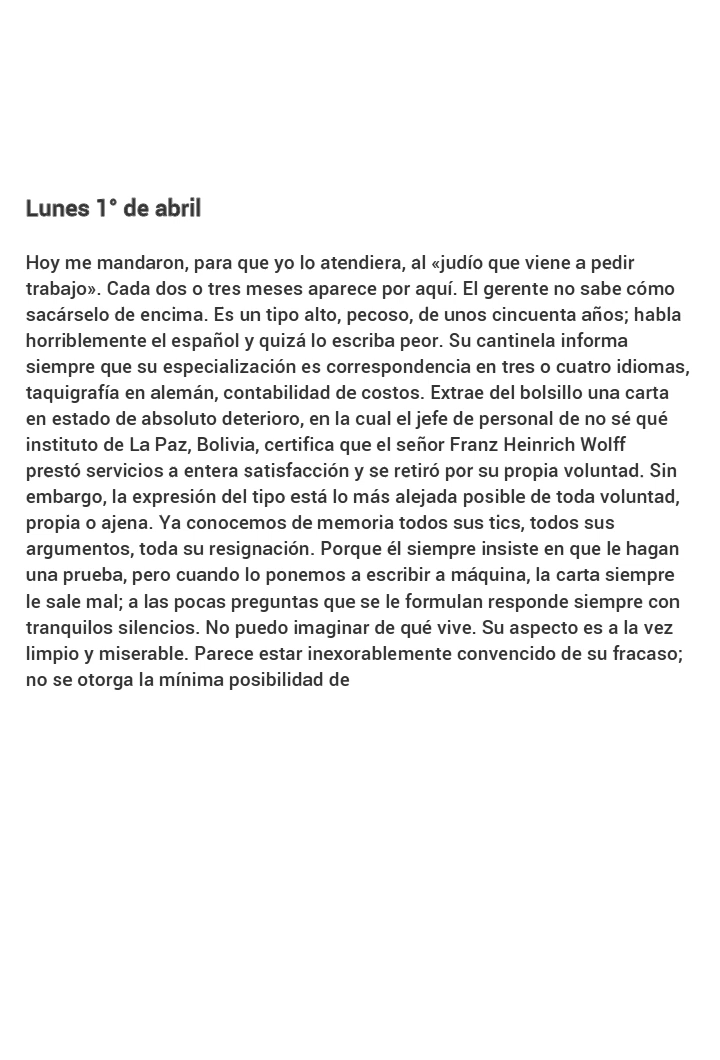 Lunes 1° de abril
Hoy me mandaron, para que yo lo atendiera, al «judío que viene a pedir
trabajo». Cada dos o tres meses aparece por aquí. El gerente no sabe cómo
sacárselo de encima. Es un tipo alto, pecoso, de unos cincuenta años; habla
horriblemente el español y quizá lo escriba peor. Su cantinela informa
siempre que su especialización es correspondencia en tres o cuatro idiomas,
taquigrafía en alemán, contabilidad de costos. Extrae del bolsillo una carta
en estado de absoluto deterioro, en la cual el jefe de personal de no sé qué
instituto de La Paz, Bolivia, certifica que el señor Franz Heinrich Wolff
prestó servicios a entera satisfacción y se retiró por su propia voluntad. Sin
embargo, la expresión del tipo está lo más alejada posible de toda voluntad,
propia o ajena. Ya conocemos de memoria todos sus tics, todos sus
argumentos, toda su resignación. Porque él siempre insiste en que le hagan
una prueba, pero cuando lo ponemos a escribir a máquina, la carta siempre
le sale mal; a las pocas preguntas que se le formulan responde siempre con
tranquilos silencios. No puedo imaginar de qué vive. Su aspecto es a la vez
limpio y miserable. Parece estar inexorablemente convencido de su fracaso;
no se otorga la mínima posibilidad de